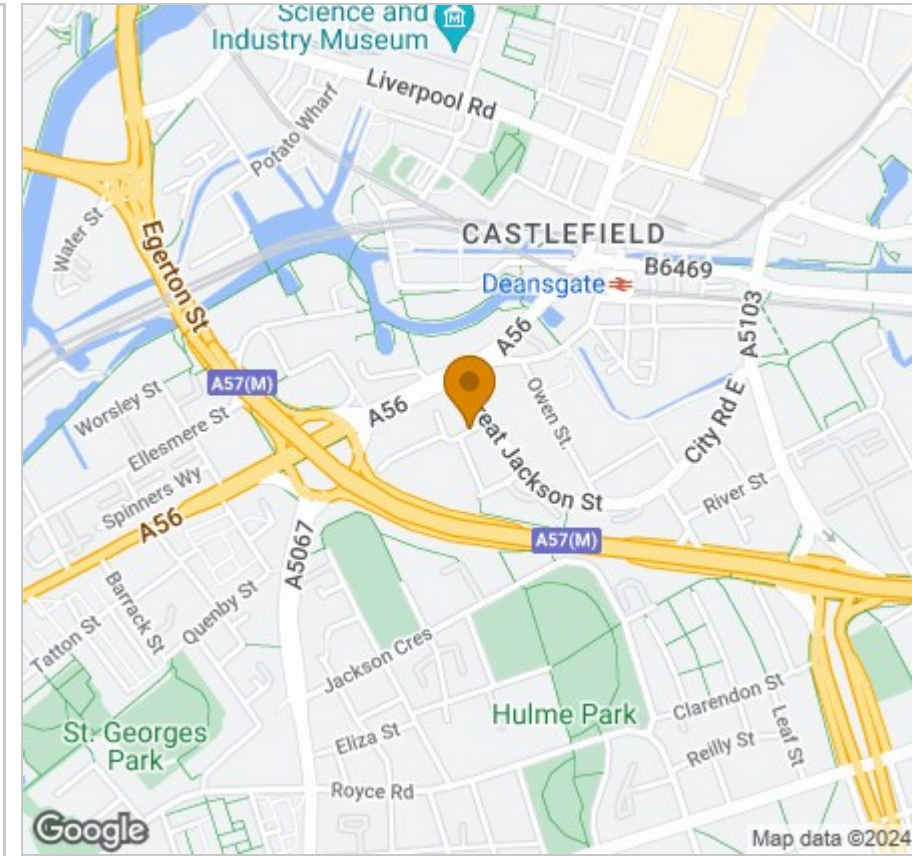 Science and
Industry Museum
Liverpool Rd
Potato Wharf
Water St
CASTLEFIELD
B6469
Deansgate
Egerton St
A56
A5103
A57(M)
Worsley St
Ellesmere St
A56
Owen St.
City Rd E
reat Jackson St
Spinners Wy
River St
A56
A57(M)
A5067
Barrack St
Quenby St
Tatton St
Jackson Cres
Clarendon St
Hulme Park
Leaf St
St. Georges
Park
Eliza St
Reilly St
Royce Rd
Google
Map data ©2024